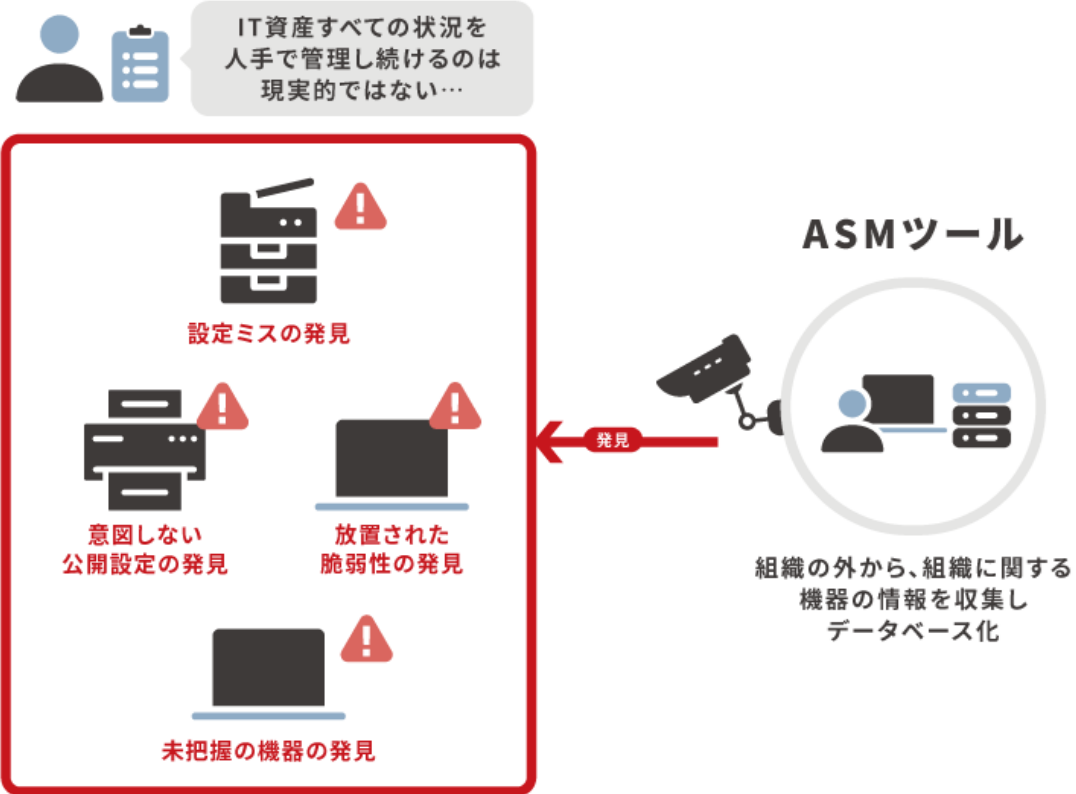 IT資産すべての状況を
人手で管理し続けるのは
現実的ではない…
設定ミスの発見
意図しない
公開設定の発見
放置された
脆弱性の発見
未把握の機器の発見
発見
ASMツール
組織の外から、組織に関する
機器の情報を収集し
データベース化